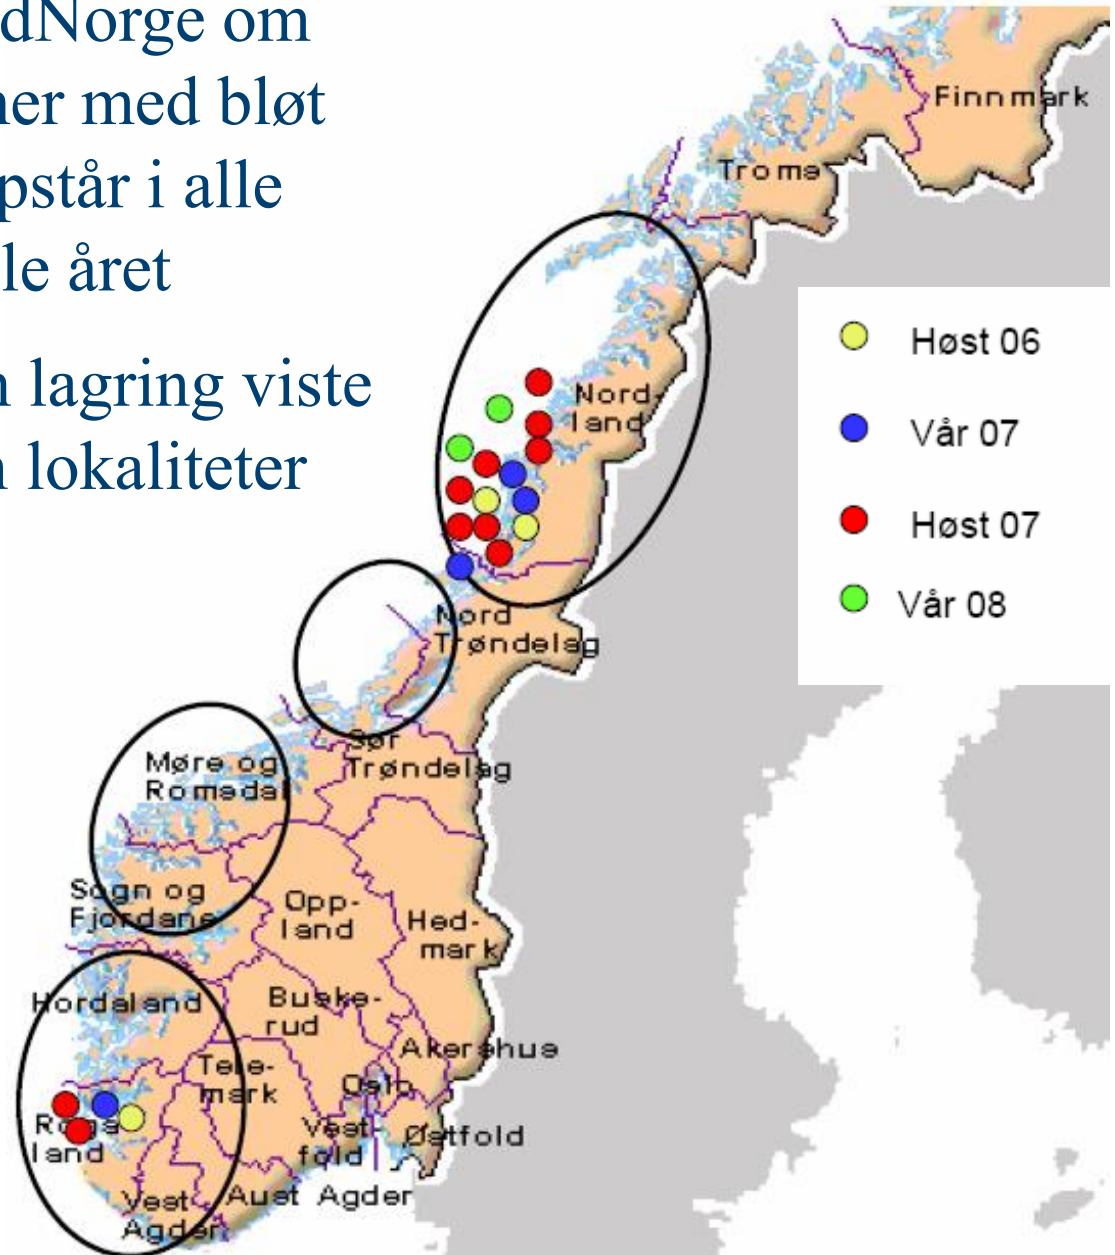 dNorge om
ner med bløt
pstår i alle
le året
n lagring viste
n lokaliteter
Finnmark
Troms
Nord-
land
Høst 06
Vår 07
Høst 07
Vår 08
Nord
Trøndelag
Sør
Trøndelag
Møre og
Romsdal
Sogn og
Fjordane
Opp-
land
Hed-
mark
Hordaland
Buske-
rud
Akershus
Tele-
mark
Oslo
Roga
land
Vest-
fold
Østfold
Vest-
Agder
Aust Agder